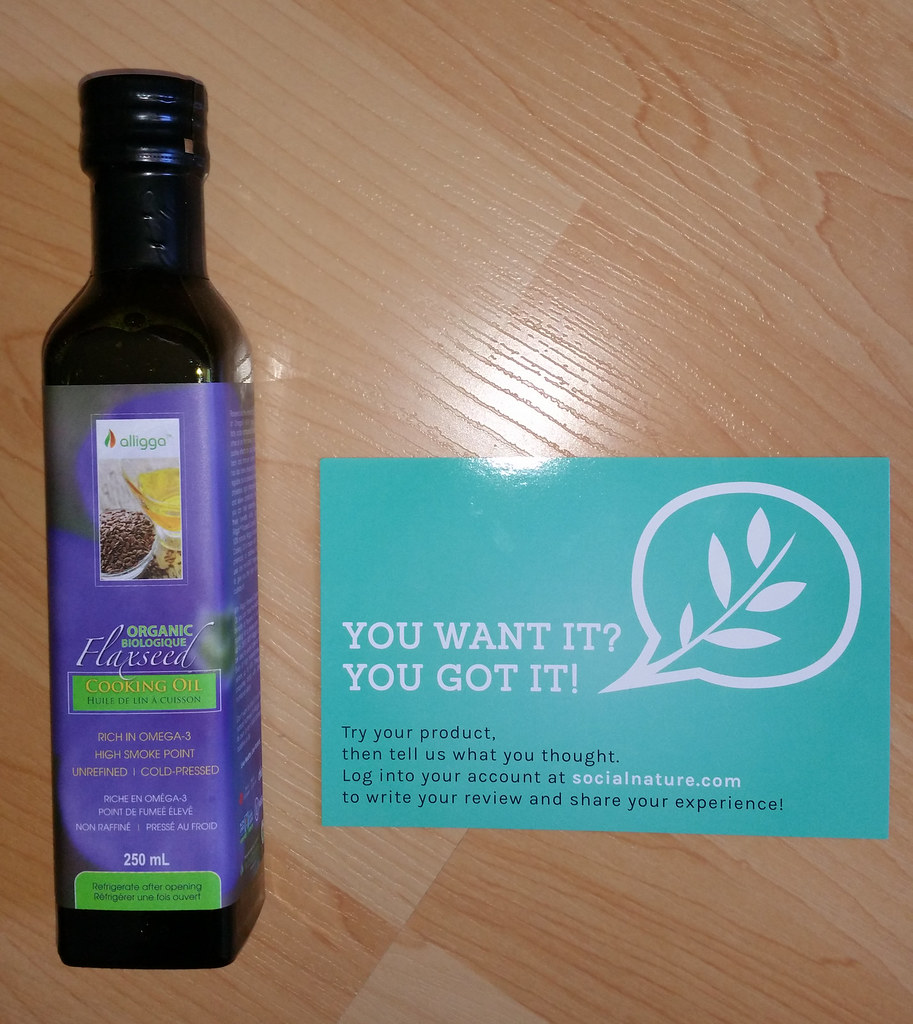 alligga™
ORGANIC
BIOLOGIQUE
Flaxseed
COOKING OIL
HUILE DE LIN À CUISSON
RICH IN OMEGA-3
HIGH SMOKE POINT
UNREFINED | COLD-PRESSED
RICHE EN OMÉGA-3
POINT DE FUMEÉ ÉLEVÉ
NON RAFFINÉ | PRESSÉ AU FROID
250 mL
Refrigerate after opening
Réfrigérer une fois ouvert
YOU WANT IT?
YOU GOT IT!
Try your product,
then tell us what you thought.
Log into your account at socialnature.com
to write your review and share your experience!